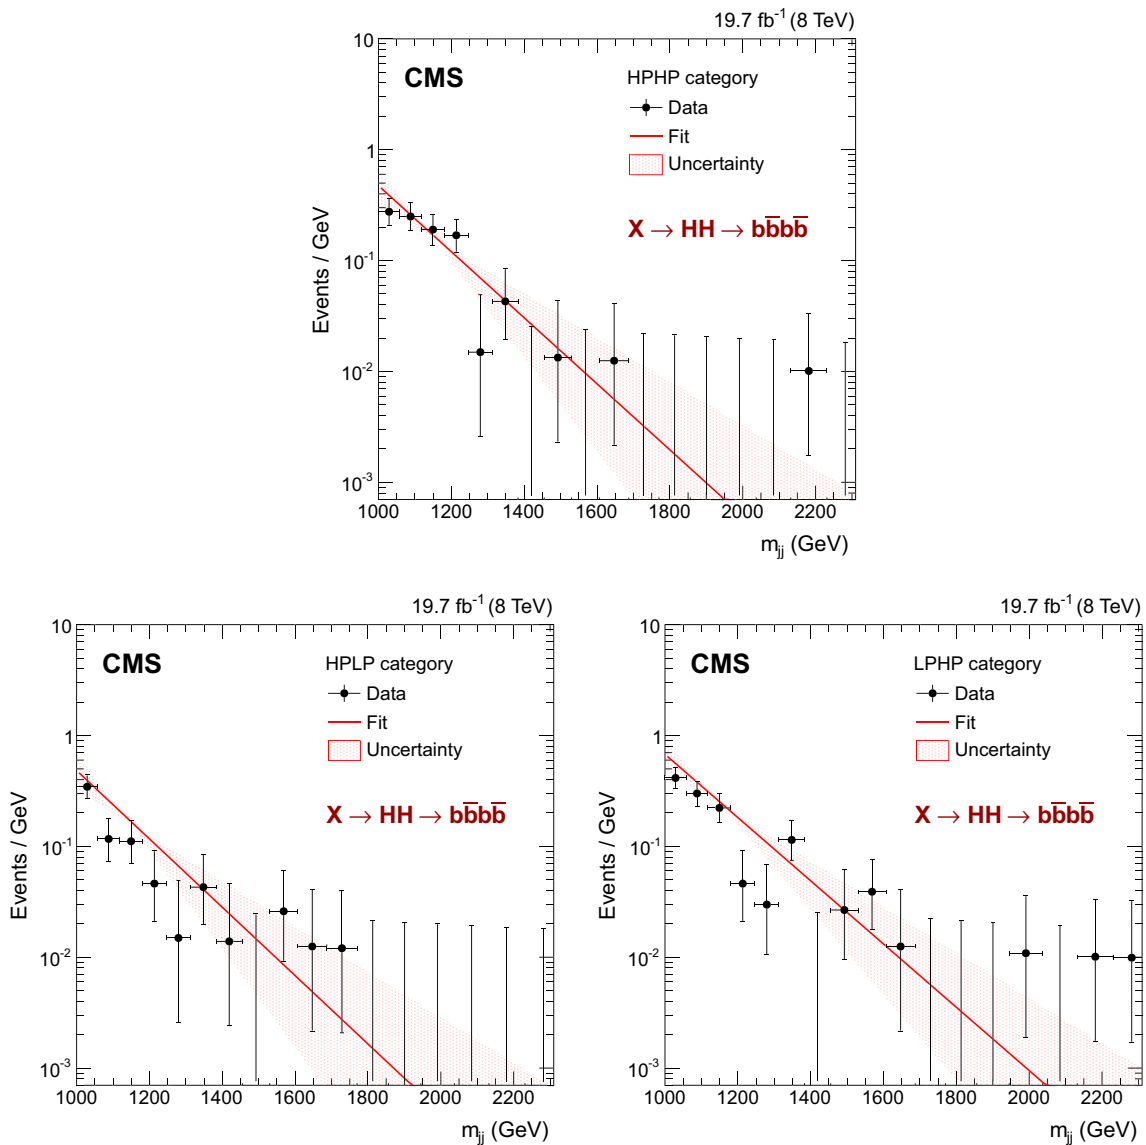 19.7 fb⁻¹ (8 TeV)
10
CMS
HPHP category
Data
Fit
Uncertainty
X → HH → bb̅bb̅
1
10⁻¹
10⁻²
10⁻³
Events / GeV
1000 1200 1400 1600 1800 2000 2200
m_jj (GeV)
19.7 fb⁻¹ (8 TeV)
10
CMS
HPLP category
Data
Fit
Uncertainty
X → HH → bb̅bb̅
1
10⁻¹
10⁻²
10⁻³
Events / GeV
1000 1200 1400 1600 1800 2000 2200
m_jj (GeV)
19.7 fb⁻¹ (8 TeV)
10
CMS
LPHP category
Data
Fit
Uncertainty
X → HH → bb̅bb̅
1
10⁻¹
10⁻²
10⁻³
Events / GeV
1000 1200 1400 1600 1800 2000 2200
m_jj (GeV)